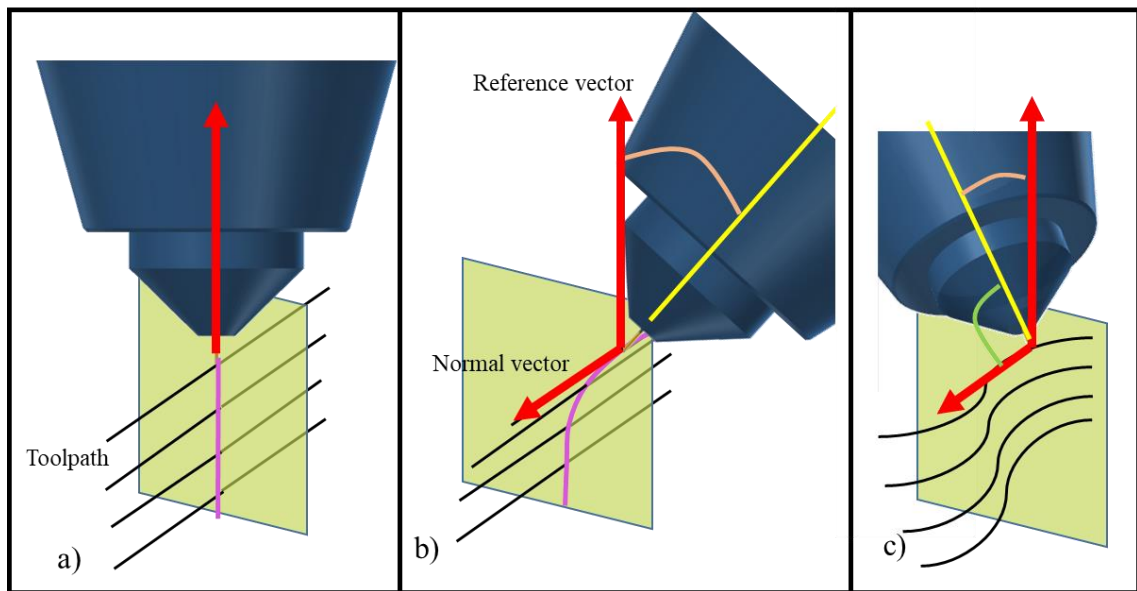 Toolpath
a)
Reference vector
Normal vector
b)
c)